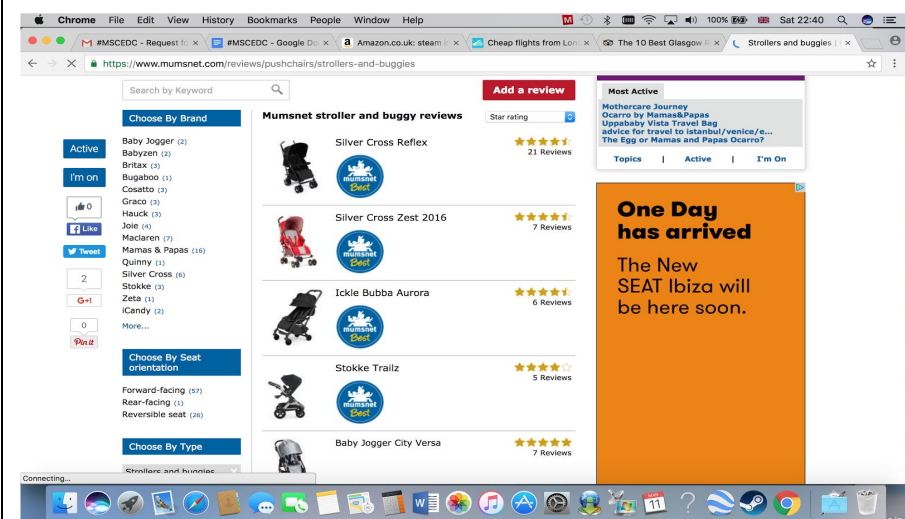 Chrome File Edit View History Bookmarks People Window Help 100% Sat 22:40
#MSCEDC - Request fo
#MSCEDC - Google Do
Amazon.co.uk: steam i
Cheap flights from Lon
The 10 Best Glasgow
Strollers and buggies |
https://www.mumsnet.com/reviews/pushchairs/strollers-and-buggies
Search by Keyword
Add a review
Choose By Brand
Baby Jogger (2)
Babyzen (2)
Britax (3)
Bugaboo (1)
Cosatto (3)
Graco (3)
Hauck (3)
Joie (4)
Maclaren (7)
Mamas & Papas (16)
Quinny (1)
Silver Cross (6)
Stokke (3)
Zeta (1)
iCandy (2)
More...
Choose By Seat
orientation
Forward-facing (57)
Rear-facing (1)
Reversible seat (26)
Choose By Type
Strollers and buggies
Active
I'm on
0
Like
Tweet
2
G+1
0
Pin it
Mumsnet stroller and buggy reviews
Star rating
Silver Cross Reflex
21 Reviews
mumsnet
Best
Silver Cross Zest 2016
7 Reviews
mumsnet
Best
Ickle Bubba Aurora
6 Reviews
mumsnet
Best
Stokke Trailz
5 Reviews
mumsnet
Best
Baby Jogger City Versa
7 Reviews
Most Active
Mothercare Journey
Ocarro by Mamas&Papas
Uppababy Vista Travel Bag
advice for travel to istanbul/venice/e...
The Egg or Mamas and Papas Ocarro?
Topics | Active | I'm On
One Day
has arrived
The New
SEAT Ibiza will
be here soon.
Connecting...
11